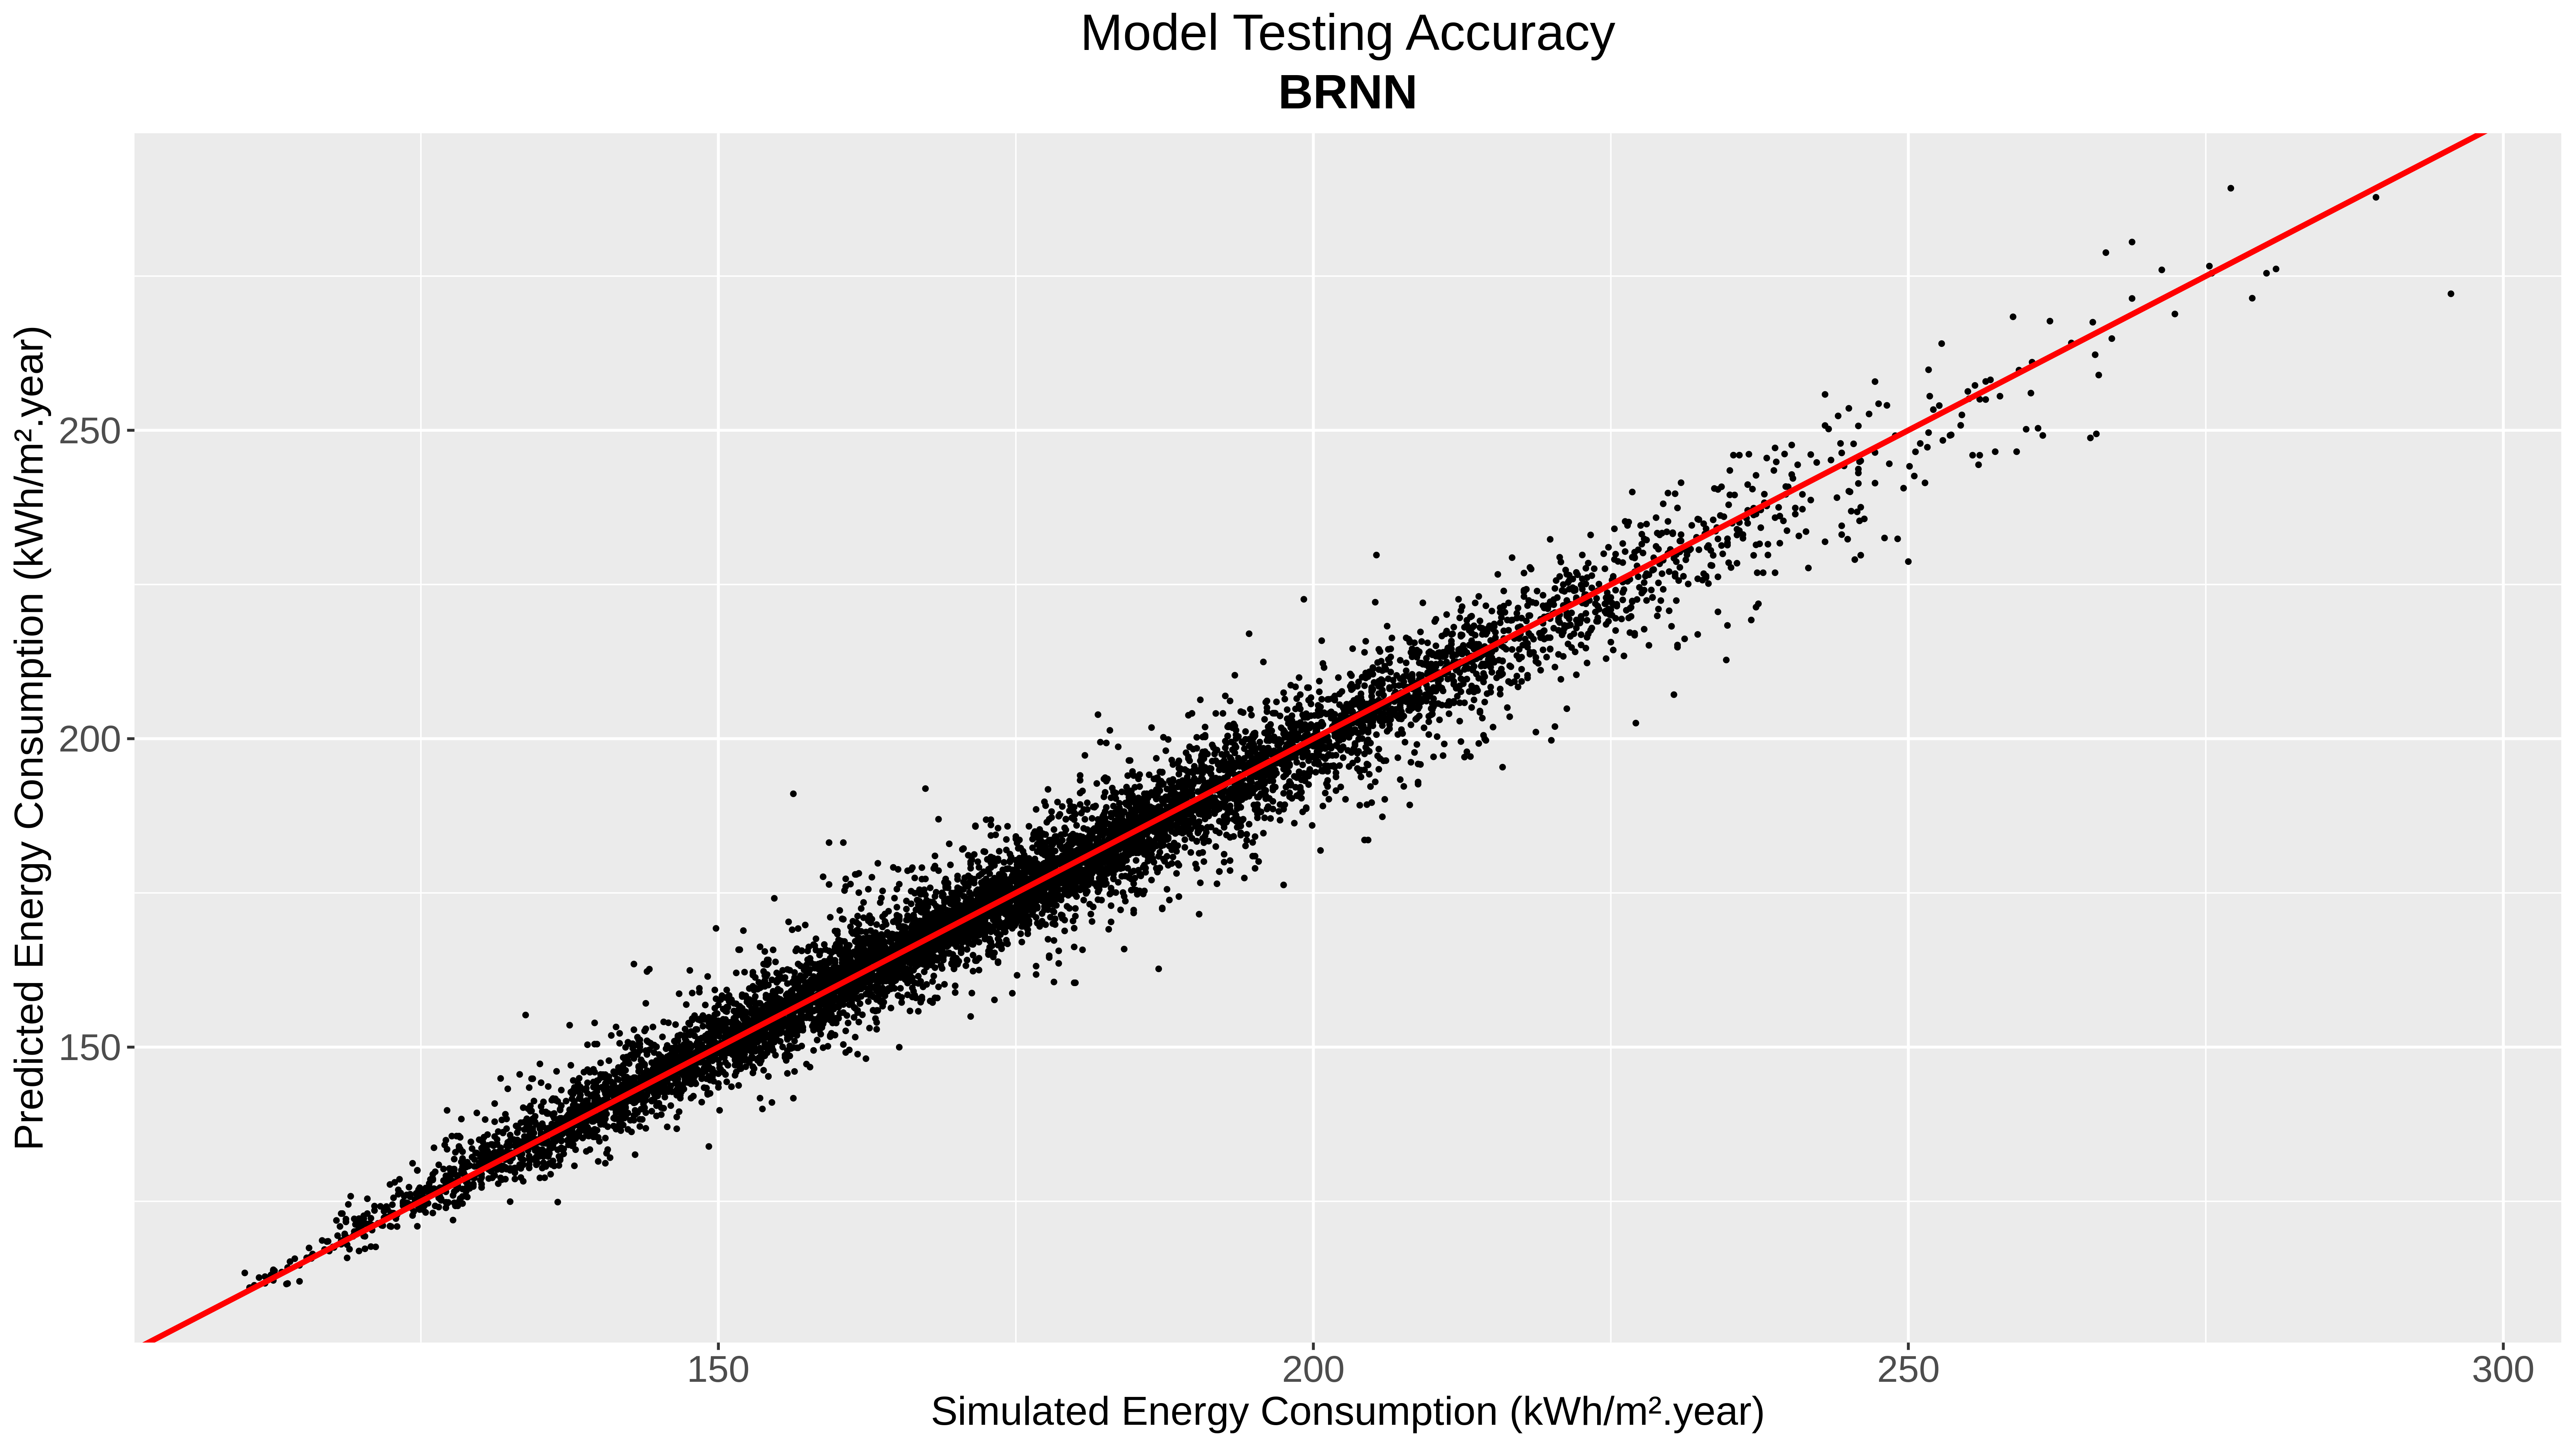 Model Testing Accuracy
BRNN
Predicted Energy Consumption (kWh/m².year)
250
200
150
150
200
250
300
Simulated Energy Consumption (kWh/m².year)